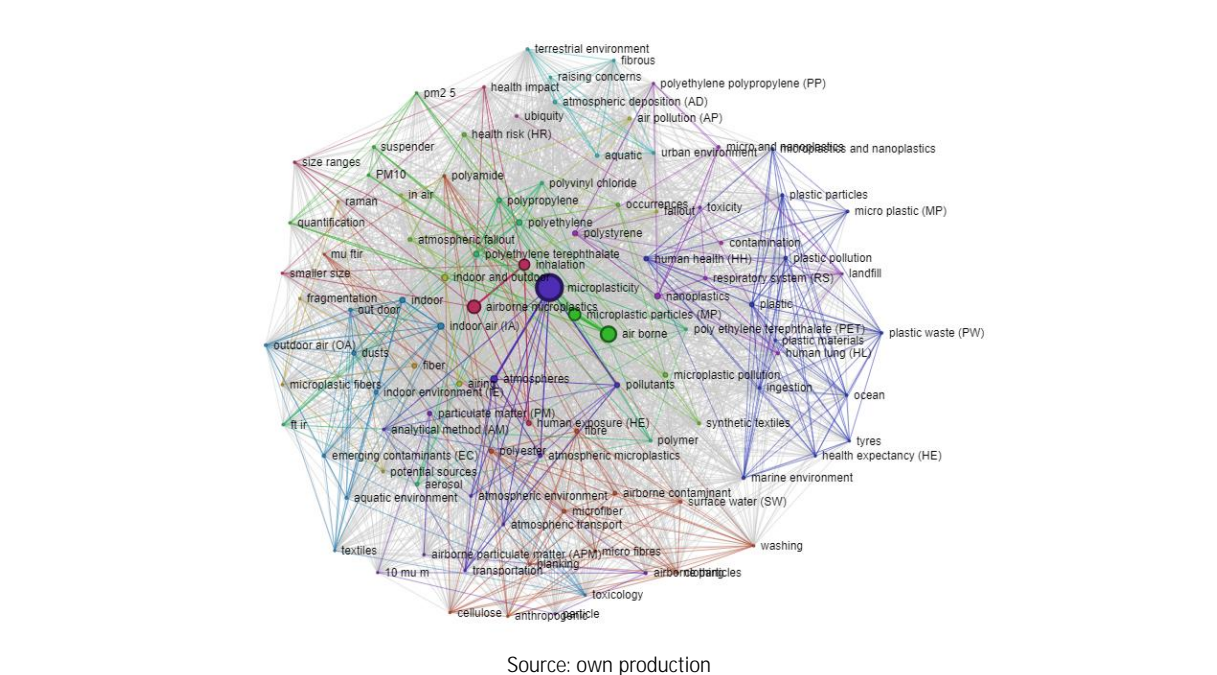 terrestrial environment
fibrous
raising concerns
polyethylene polypropylene (PP)
health impact
pm2 5
atmospheric deposition (AD)
ubiquity
air pollution (AP)
health risk (HR)
suspender
micro and nanoplastics
microplastics and nanoplastics
urban environment
aquatic
size ranges
PM10
polyamide
polyvinyl chloride
in air
plastic particles
raman
polypropylene
occurrences
fallout
toxicity
micro plastic (MP)
quantification
polyethylene
polystyrene
atmospheric fallout
contamination
mu ftir
polyethylene terephthalate
human health (HH)
plastic pollution
inhalation
smaller size
indoor and outdoor
respiratory system (RS)
landfill
microplasticity
fragmentation
indoor
nanoplastics
out door
airborne microplastics
plastic
microplastic particles (MP)
indoor air (IA)
air borne
poly ethylene terephthalate (PET)
plastic waste (PW)
plastic materials
outdoor air (OA)
dusts
human lung (HL)
fiber
microplastic pollution
microplastic fibers
airing
atmospheres
pollutants
ingestion
indoor environment (IE)
ocean
particulate matter (PM)
ft ir
analytical method (AM)
human exposure (HE)
synthetic textiles
fibre
polymer
tyres
emerging contaminants (EC)
polyester
atmospheric microplastics
health expectancy (HE)
potential sources
marine environment
aerosol
aquatic environment
atmospheric environment
airborne contaminant
surface water (SW)
microfiber
atmospheric transport
textiles
airborne particulate matter (APM)
micro fibres
washing
planking
10 mu m
transportation
airborne particles
clothing
toxicology
cellulose
anthropogenic
particle
Source: own production